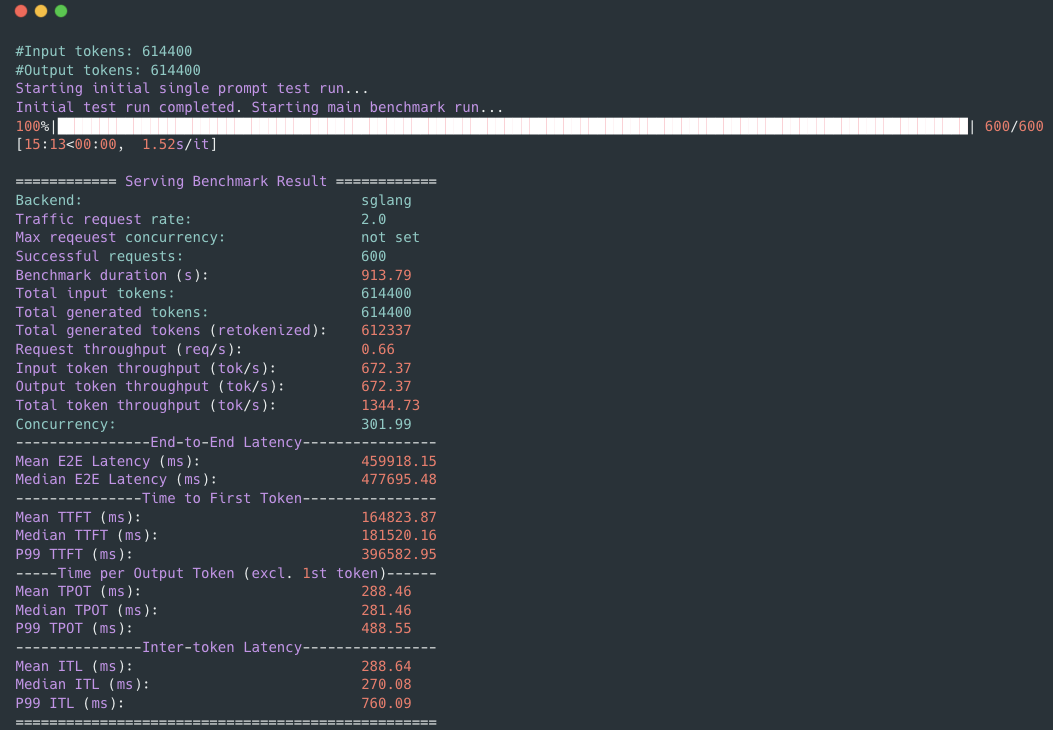 #Input tokens: 614400
#Output tokens: 614400
Starting initial single prompt test run...
Initial test run completed. Starting main benchmark run...
100%| | 600/600
[15:13<00:00,  1.52s/it]
============ Serving Benchmark Result ============
Backend: sglang
Traffic request rate: 2.0
Max reqeuest concurrency: not set
Successful requests: 600
Benchmark duration (s): 913.79
Total input tokens: 614400
Total generated tokens: 614400
Total generated tokens (retokenized): 612337
Request throughput (req/s): 0.66
Input token throughput (tok/s): 672.37
Output token throughput (tok/s): 672.37
Total token throughput (tok/s): 1344.73
Concurrency: 301.99
----------------End-to-End Latency----------------
Mean E2E Latency (ms): 459918.15
Median E2E Latency (ms): 477695.48
---------------Time to First Token----------------
Mean TTFT (ms): 164823.87
Median TTFT (ms): 181520.16
P99 TTFT (ms): 396582.95
-----Time per Output Token (excl. 1st token)------
Mean TPOT (ms): 288.46
Median TPOT (ms): 281.46
P99 TPOT (ms): 488.55
---------------Inter-token Latency----------------
Mean ITL (ms): 288.64
Median ITL (ms): 270.08
P99 ITL (ms): 760.09
==================================================